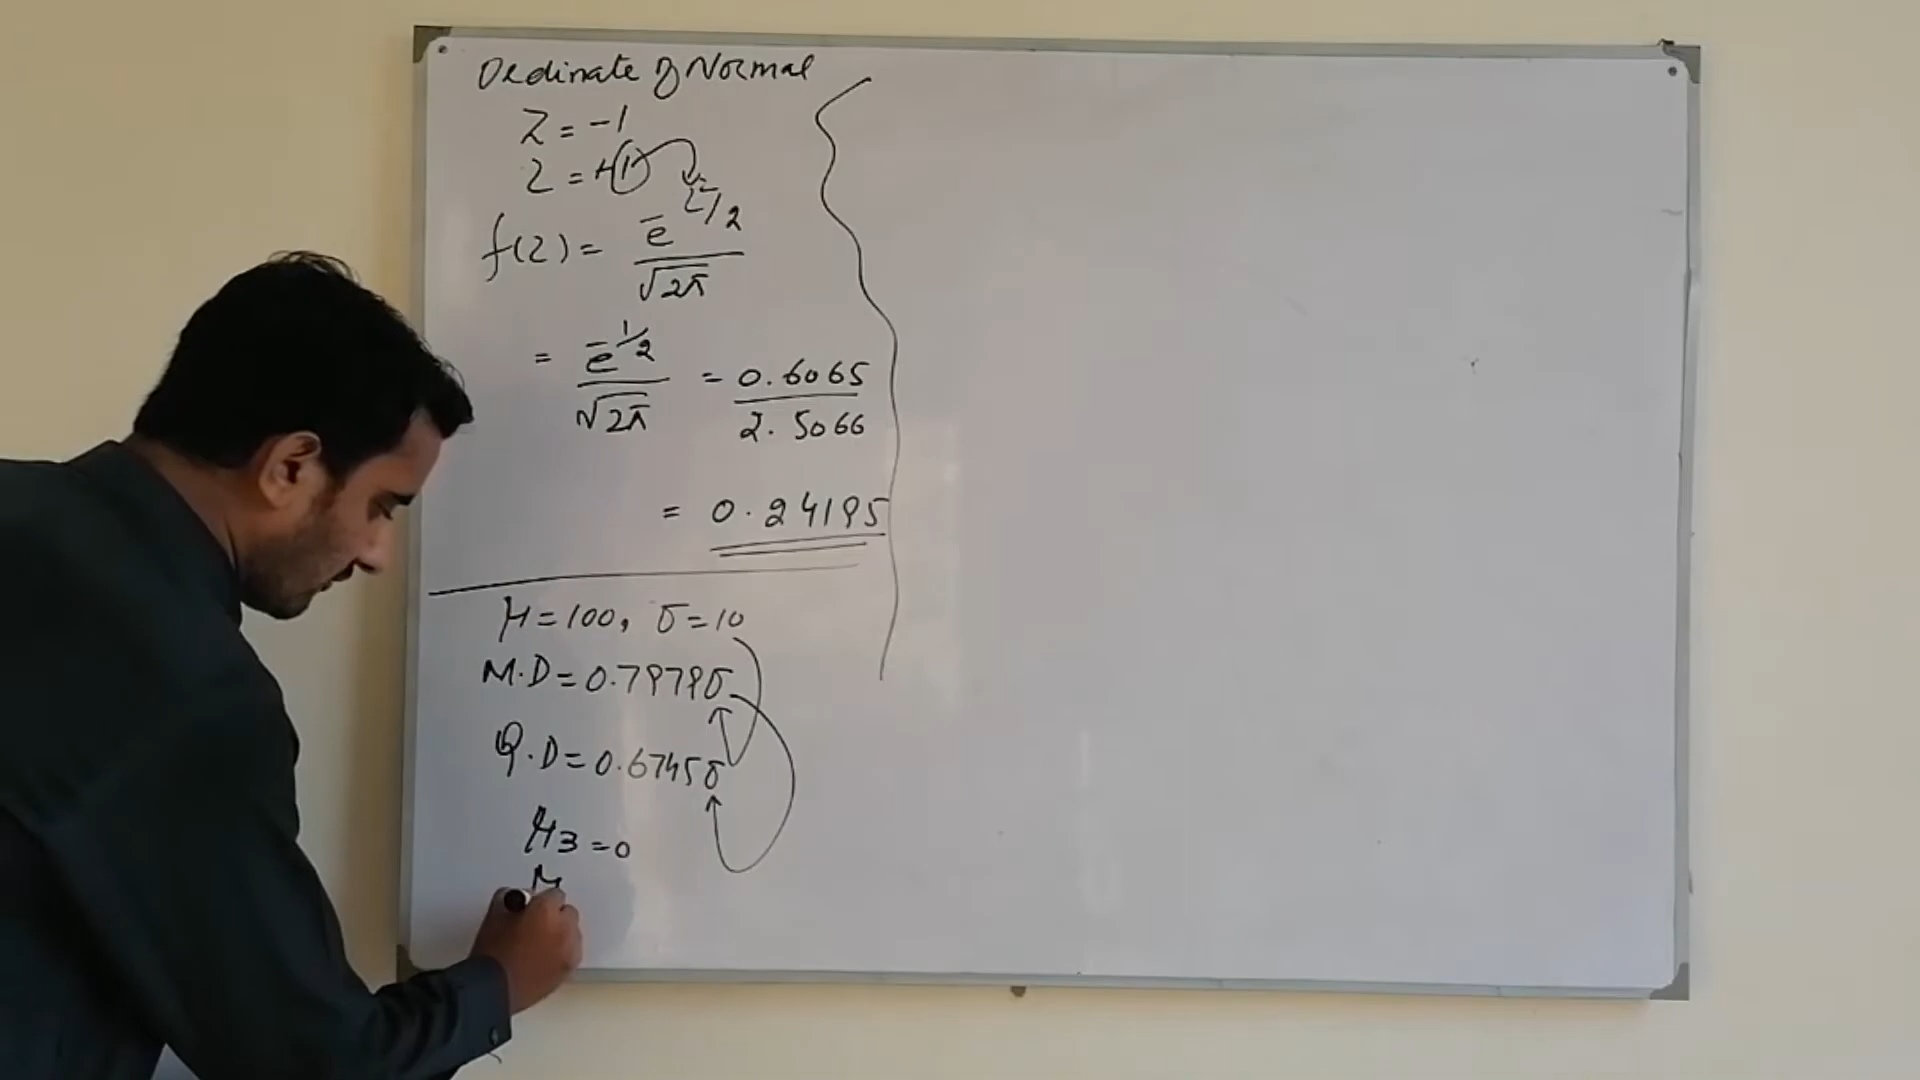 Ordinate of Normal
Z = -1
Z = +1
f(Z) = e^-Z²/2 / √2π
= e^-1/2 / √2π = 0.6065 / 2.5066
= 0.24195
μ = 100, σ = 10
M.D = 0.7979σ
Q.D = 0.6745σ
μ3 = 0
μ